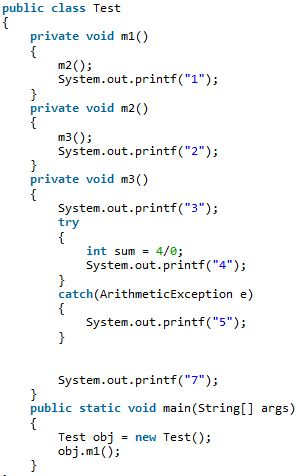 public class Test
{
    private void m1()
    {
        m2();
        System.out.printf("1");
    }
    private void m2()
    {
        m3();
        System.out.printf("2");
    }
    private void m3()
    {
        System.out.printf("3");
        try
        {
            int sum = 4/0;
            System.out.printf("4");
        }
        catch(ArithmeticException e)
        {
            System.out.printf("5");
        }


        System.out.printf("7");
    }
    public static void main(String[] args)
    {
        Test obj = new Test();
        obj.m1();
    }